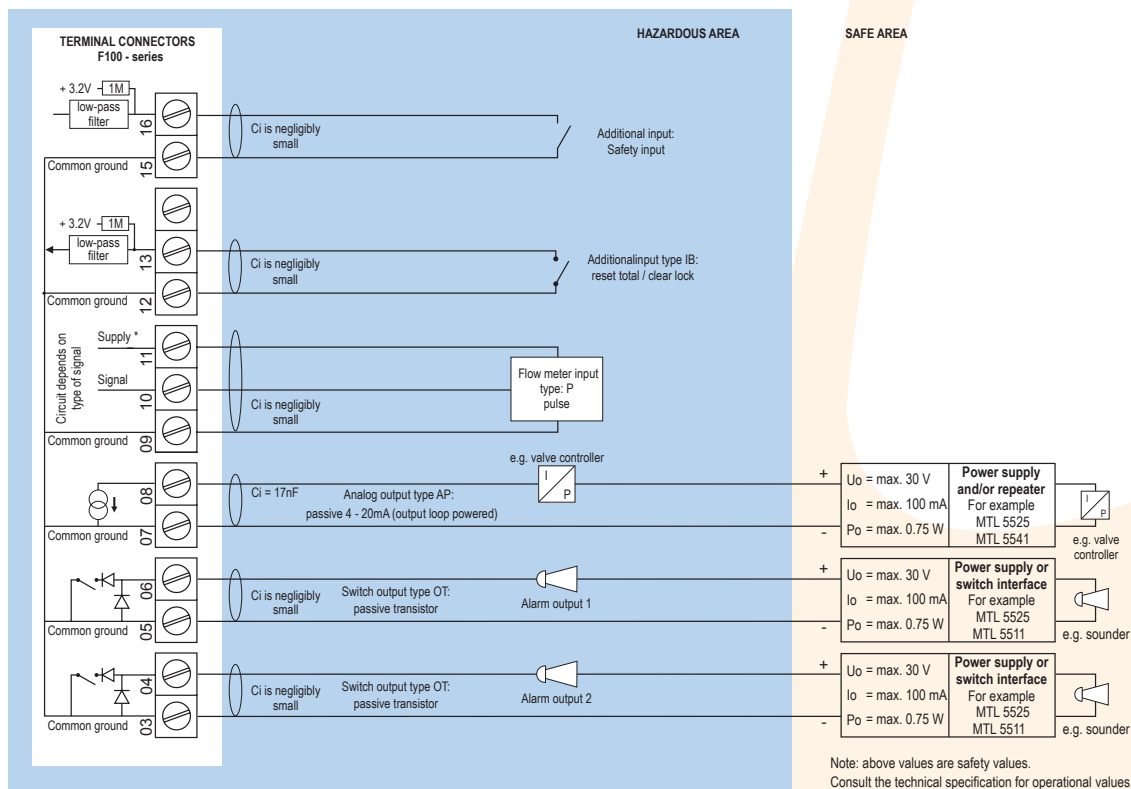 HAZARDOUS AREA
SAFE AREA
TERMINAL CONNECTORS
F100 - series
+ 3.2V
1M
low-pass
filter
16
Ci is negligibly
small
Additional input:
Safety input
Common ground
15
+ 3.2V
1M
low-pass
filter
13
Ci is negligibly
small
Additionalinput type IB:
reset total / clear lock
Common ground
12
Circuit depends on
type of signal
Supply *
11
Signal
10
Flow meter input
type: P
pulse
Ci is negligibly
small
Common ground
09
e.g. valve controller
I
P
08
Ci = 17nF
Analog output type AP:
passive 4 - 20mA (output loop powered)
Common ground
07
+
-
Uo = max. 30 V
Io = max. 100 mA
Po = max. 0.75 W
Power supply
and/or repeater
For example
MTL 5525
MTL 5541
I
P
e.g. valve
controller
06
Ci is negligibly
small
Switch output type OT:
passive transistor
Alarm output 1
Common ground
05
+
-
Uo = max. 30 V
Io = max. 100 mA
Po = max. 0.75 W
Power supply or
switch interface
For example
MTL 5525
MTL 5511
e.g. sounder
04
Ci is negligibly
small
Switch output type OT:
passive transistor
Alarm output 2
Common ground
03
+
-
Uo = max. 30 V
Io = max. 100 mA
Po = max. 0.75 W
Power supply or
switch interface
For example
MTL 5525
MTL 5511
e.g. sounder
Note: above values are safety values.
Consult the technical specification for operational values